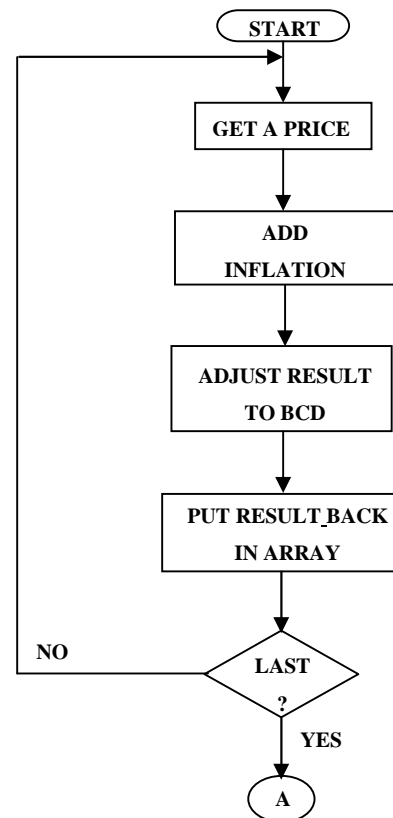 START
GET A PRICE
ADD
INFLATION
ADJUST RESULT
TO BCD
PUT RESULT BACK
IN ARRAY
NO
LAST
?
YES
A